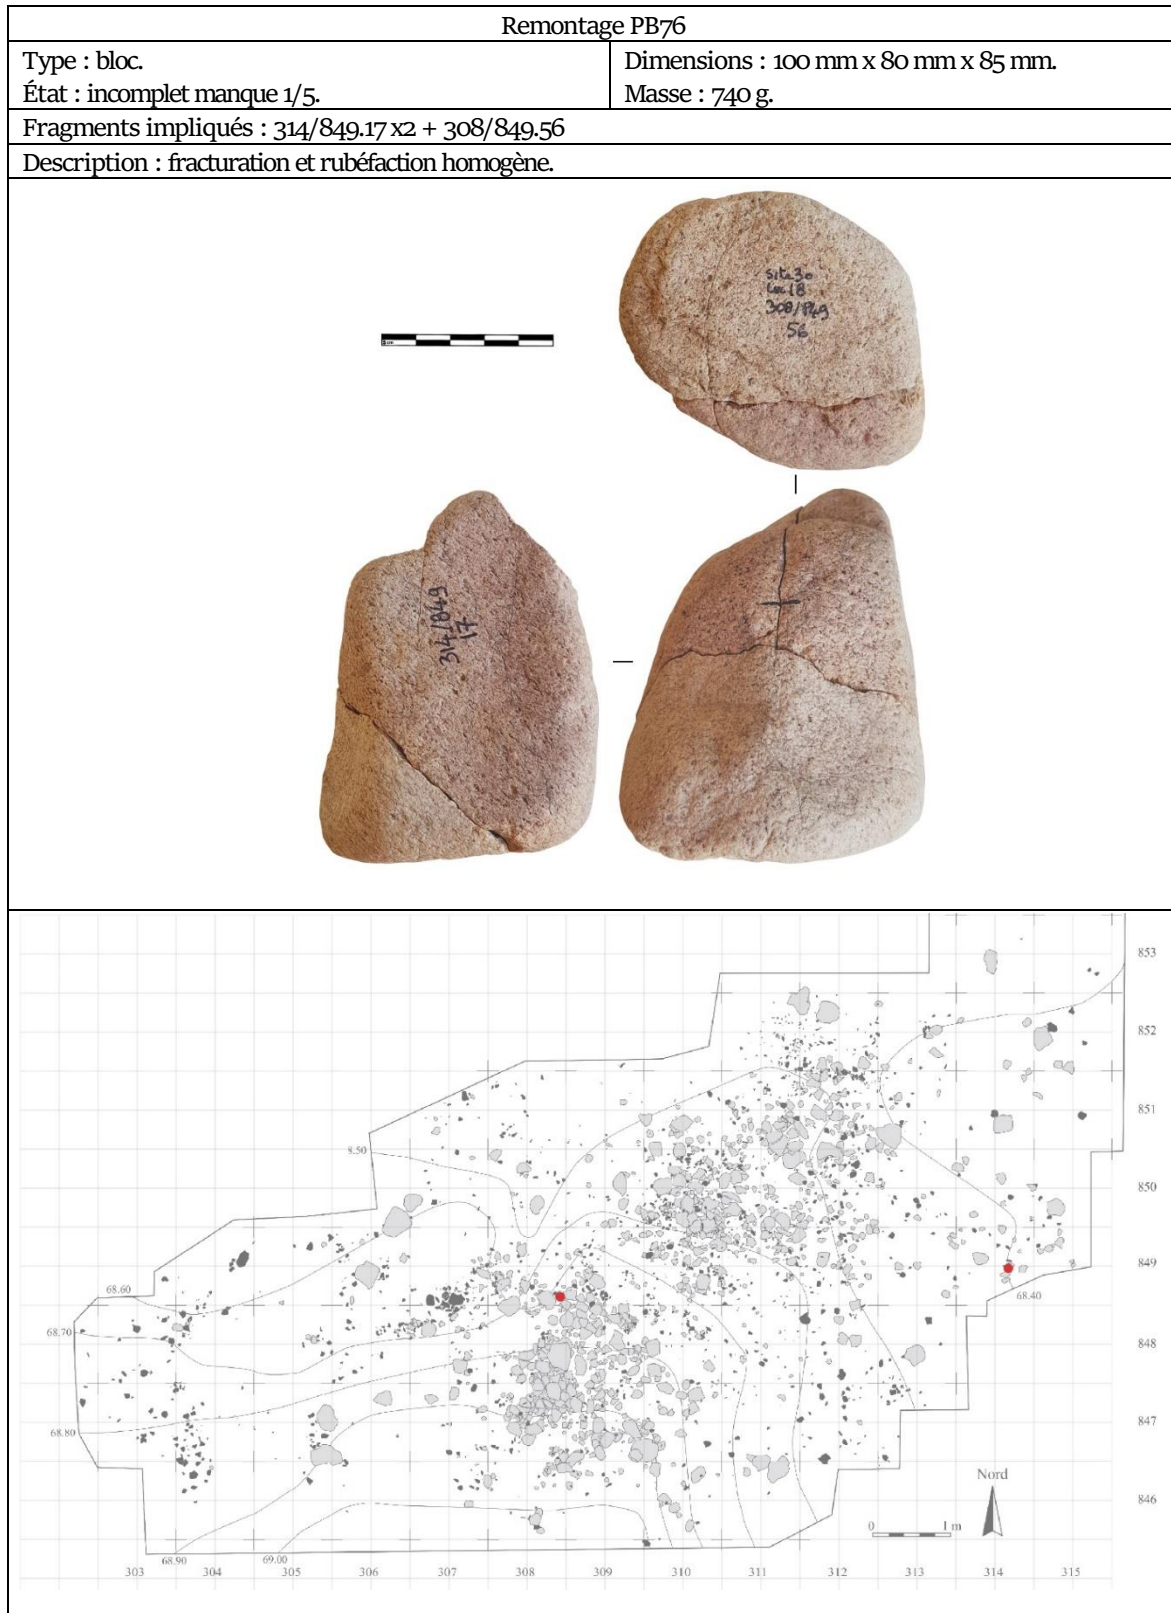 Remontage PB76
Type : bloc.
État : incomplet manque 1/5.
Dimensions : 100 mm x 80 mm x 85 mm.
Masse : 740 g.
Fragments impliqués : 314/849.17 x2 + 308/849.56
Description : fracturation et rubéfaction homogène.
Site 30
Loc 18
308/849
56
314/849
17
853
852
851
850
849
848
847
846
8.50
68.60
68.70
68.80
68.90
69.00
68.40
Nord
0 1 m
303 304 305 306 307 308 309 310 311 312 313 314 315